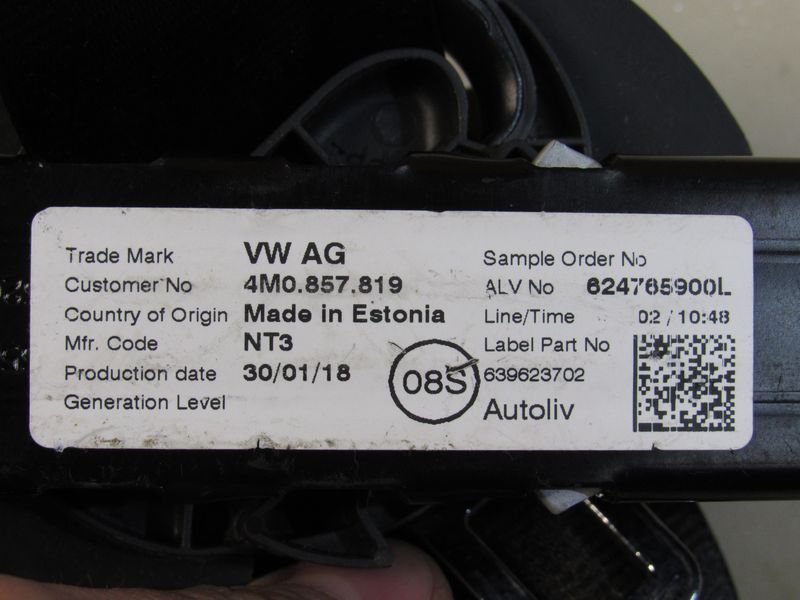 Trade Mark VW AG
Customer No 4M0.857.819
Country of Origin Made in Estonia
Mfr. Code NT3
Production date 30/01/18
Generation Level
08S
Sample Order No
ALV No 624765900L
Line/Time 02 / 10:48
Label Part No
639623702
Autoliv